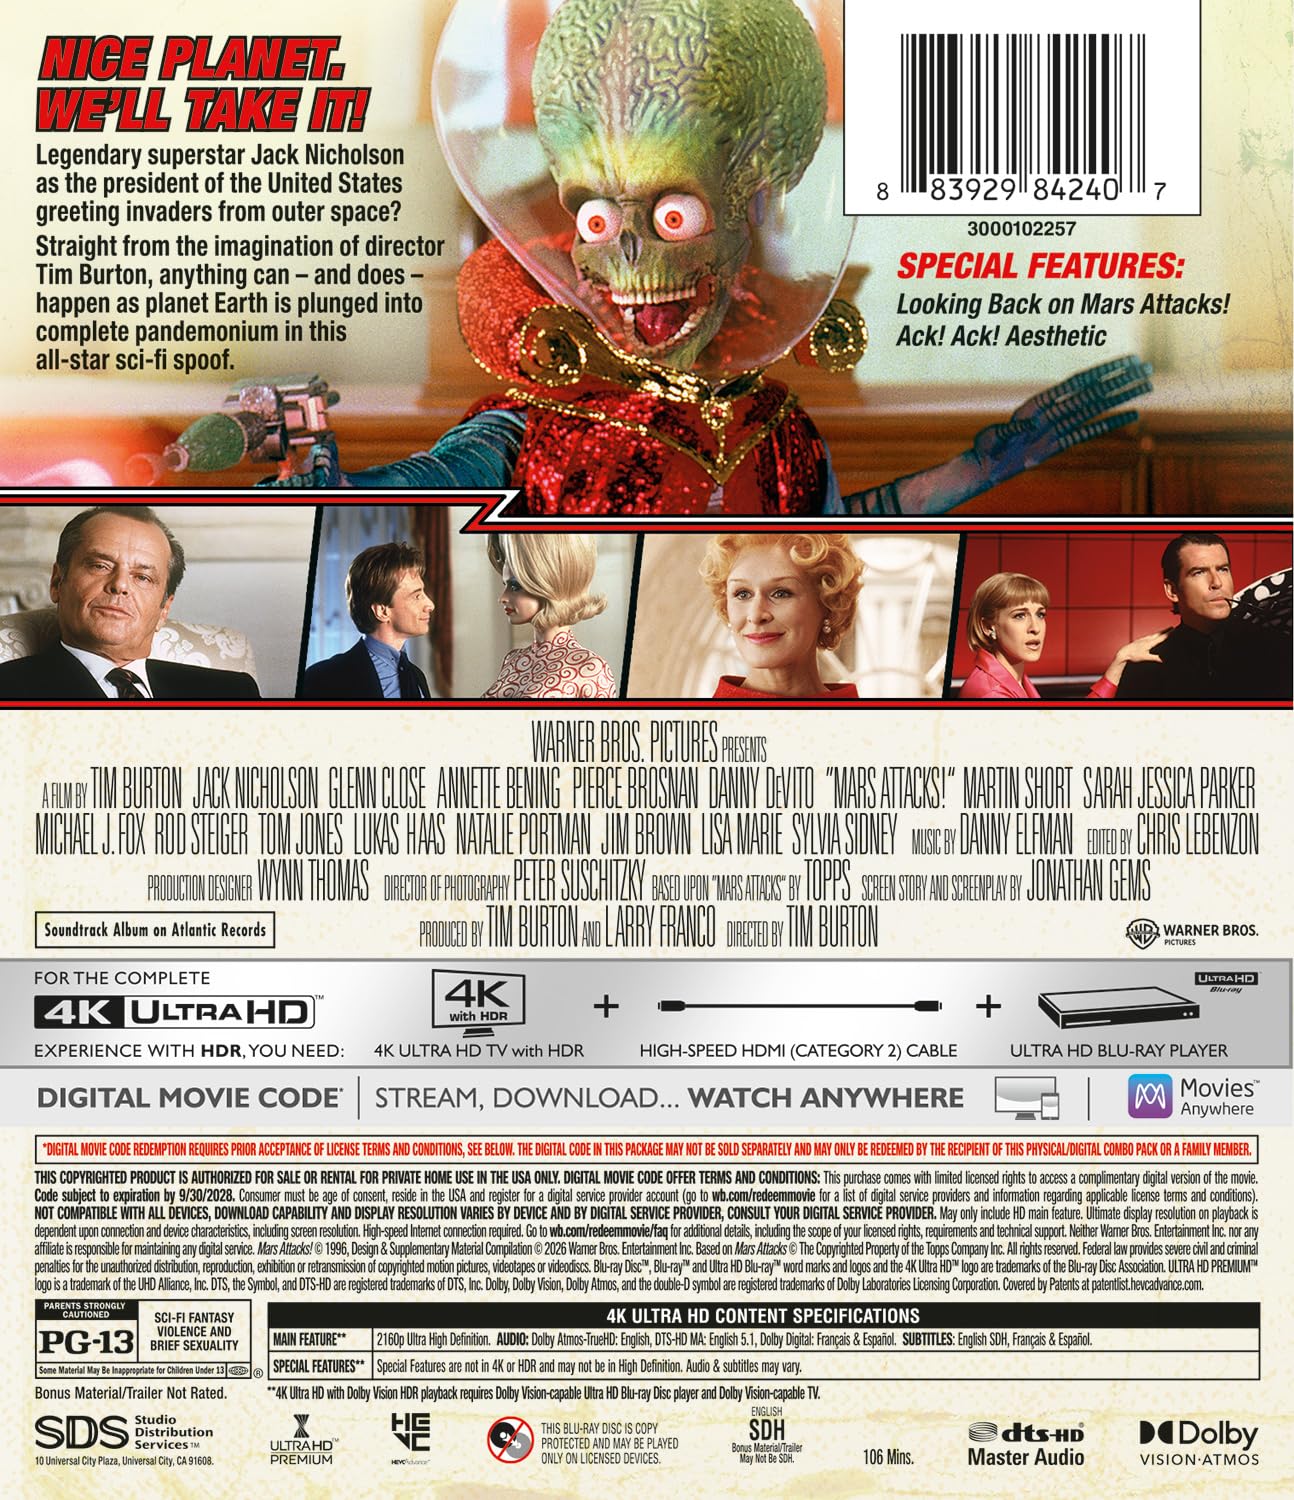 NICE PLANET.
WE'LL TAKE IT!
Legendary superstar Jack Nicholson
as the president of the United States
greeting invaders from outer space?
Straight from the imagination of director
Tim Burton, anything can – and does –
happen as planet Earth is plunged into
complete pandemonium in this
all-star sci-fi spoof.
8 83929 84240 7
3000102257
SPECIAL FEATURES:
Looking Back on Mars Attacks!
Ack! Ack! Aesthetic
WARNER BROS. PICTURES PRESENTS
A FILM BY TIM BURTON JACK NICHOLSON GLENN CLOSE ANNETTE BENING PIERCE BROSNAN DANNY DeVITO "MARS ATTACKS!" MARTIN SHORT SARAH JESSICA PARKER
MICHAEL J. FOX ROD STEIGER TOM JONES LUKAS HAAS NATALIE PORTMAN JIM BROWN LISA MARIE SYLVIA SIDNEY MUSIC BY DANNY ELFMAN EDITED BY CHRIS LEBENZON
PRODUCTION DESIGNER WYNN THOMAS DIRECTOR OF PHOTOGRAPHY PETER SUSCHITZKY BASED UPON "MARS ATTACKS" BY TOPPS SCREEN STORY AND SCREENPLAY BY JONATHAN GEMS
PRODUCED BY TIM BURTON AND LARRY FRANCO DIRECTED BY TIM BURTON
Soundtrack Album on Atlantic Records
WARNER BROS.
PICTURES
FOR THE COMPLETE
4K ULTRA HD™
EXPERIENCE WITH HDR, YOU NEED:
4K
with HDR
4K ULTRA HD TV with HDR
+
HIGH-SPEED HDMI (CATEGORY 2) CABLE
+
ULTRA HD
Blu-ray
ULTRA HD BLU-RAY PLAYER
DIGITAL MOVIE CODE* | STREAM, DOWNLOAD... WATCH ANYWHERE
Movies™
Anywhere
*DIGITAL MOVIE CODE REDEMPTION REQUIRES PRIOR ACCEPTANCE OF LICENSE TERMS AND CONDITIONS, SEE BELOW. THE DIGITAL CODE IN THIS PACKAGE MAY NOT BE SOLD SEPARATELY AND MAY ONLY BE REDEEMED BY THE RECIPIENT OF THIS PHYSICAL/DIGITAL COMBO PACK OR A FAMILY MEMBER.
THIS COPYRIGHTED PRODUCT IS AUTHORIZED FOR SALE OR RENTAL FOR PRIVATE HOME USE IN THE USA ONLY. DIGITAL MOVIE CODE OFFER TERMS AND CONDITIONS: This purchase comes with limited licensed rights to access a complimentary digital version of the movie.
Code subject to expiration by 9/30/2028. Consumer must be age of consent, reside in the USA and register for a digital service provider account (go to wb.com/redeemmovie for a list of digital service providers and information regarding applicable license terms and conditions).
NOT COMPATIBLE WITH ALL DEVICES, DOWNLOAD CAPABILITY AND DISPLAY RESOLUTION VARIES BY DEVICE AND BY DIGITAL SERVICE PROVIDER, CONSULT YOUR DIGITAL SERVICE PROVIDER. May only include HD main feature. Ultimate display resolution on playback is
dependent upon connection and device characteristics, including screen resolution. High-speed Internet connection required. Go to wb.com/redeemmovie/faq for additional details, including the scope of your licensed rights, requirements and technical support. Neither Warner Bros. Entertainment Inc. nor any
affiliate is responsible for maintaining any digital service. Mars Attacks! © 1996, Design & Supplementary Material Compilation © 2026 Warner Bros. Entertainment Inc. Based on Mars Attacks © The Copyrighted Property of the Topps Company Inc. All rights reserved. Federal law provides severe civil and criminal
penalties for the unauthorized distribution, reproduction, exhibition or retransmission of copyrighted motion pictures, videotapes or videodiscs. Blu-ray Disc™, Blu-ray™ and Ultra HD Blu-ray™ word marks and logos and the 4K Ultra HD™ logo are trademarks of the Blu-ray Disc Association. ULTRA HD PREMIUM™
logo is a trademark of the UHD Alliance, Inc. DTS, the Symbol, and DTS-HD are registered trademarks of DTS, Inc. Dolby, Dolby Vision, Dolby Atmos, and the double-D symbol are registered trademarks of Dolby Laboratories Licensing Corporation. Covered by Patents at patentlist.hevcadvance.com.
PARENTS STRONGLY
CAUTIONED
PG-13
Some Material May Be Inappropriate for Children Under 13
SCI-FI FANTASY
VIOLENCE AND
BRIEF SEXUALITY
®
4K ULTRA HD CONTENT SPECIFICATIONS
MAIN FEATURE** 2160p Ultra High Definition. AUDIO: Dolby Atmos-TrueHD: English, DTS-HD MA: English 5.1, Dolby Digital: Français & Español. SUBTITLES: English SDH, Français & Español.
SPECIAL FEATURES** Special Features are not in 4K or HDR and may not be in High Definition. Audio & subtitles may vary.
Bonus Material/Trailer Not Rated.
**4K Ultra HD with Dolby Vision HDR playback requires Dolby Vision-capable Ultra HD Blu-ray Disc player and Dolby Vision-capable TV.
SDS Studio
Distribution
Services™
10 Universal City Plaza, Universal City, CA 91608.
ULTRA HD™
PREMIUM
HEVC
HEVC Advance™
THIS BLU-RAY DISC IS COPY
PROTECTED AND MAY BE PLAYED
ONLY ON LICENSED DEVICES.
ENGLISH
SDH
Bonus Material/Trailer
May Not Be SDH.
106 Mins.
dts-HD®
Master Audio
Dolby
VISION·ATMOS